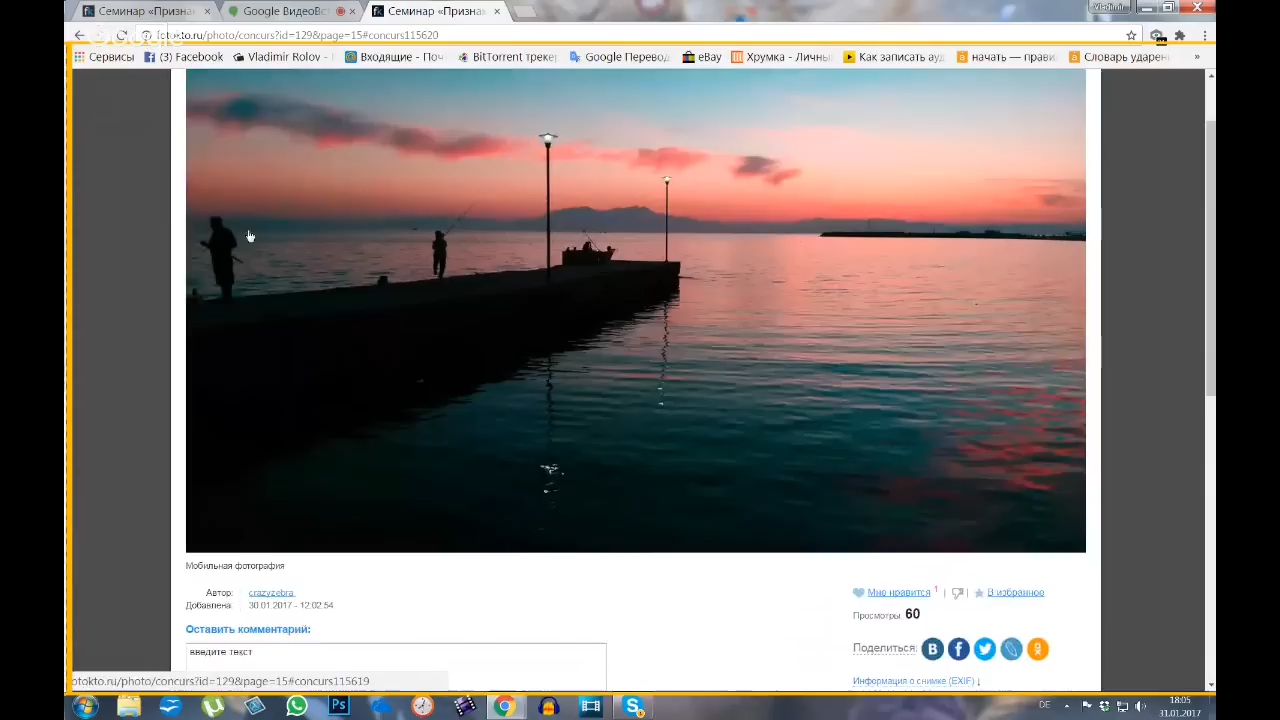 Семинар «Признак
Google ВидеоВст
Семинар «Признак
Vladimir
fotokto.ru/photo/concurs?id=129&page=15#concurs115620
Сервисы
(3) Facebook
Vladimir Rolov -
Входящие - Поч
BitTorrent трекер
Google Перевод
eBay
Хрумка - Личны
Как записать ауд
начать — прави
Словарь ударен
»
Мобильная фотография
Автор: crazyzebra
Добавлена: 30.01.2017 - 12:02:54
Мне нравится 1 | | В избранное
Просмотры 60
Оставить комментарий:
введите текст
Поделиться:
Информация о снимке (EXIF) ↓
otokto.ru/photo/concurs?id=129&page=15#concurs115619
DE
18:05
31.01.2017